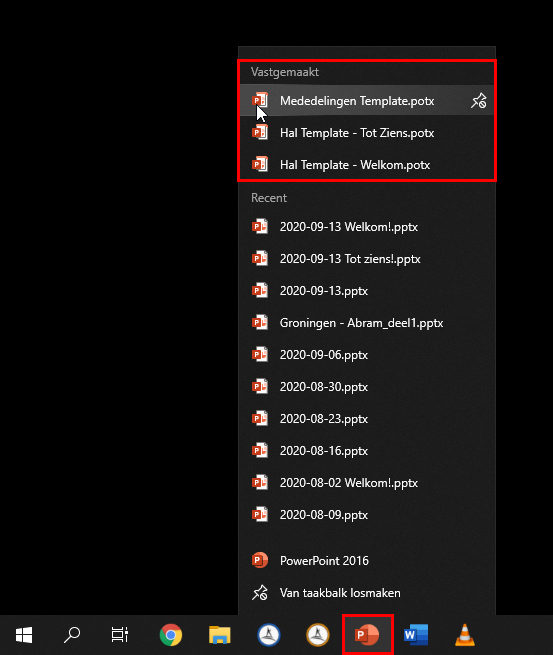 Vastgemaakt
Mededelingen Template.potx
Hal Template - Tot Ziens.potx
Hal Template - Welkom.potx
Recent
2020-09-13 Welkom!.pptx
2020-09-13 Tot ziens!.pptx
2020-09-13.pptx
Groningen - Abram_deel1.pptx
2020-09-06.pptx
2020-08-30.pptx
2020-08-23.pptx
2020-08-16.pptx
2020-08-02 Welkom!.pptx
2020-08-09.pptx
PowerPoint 2016
Van taakbalk losmaken